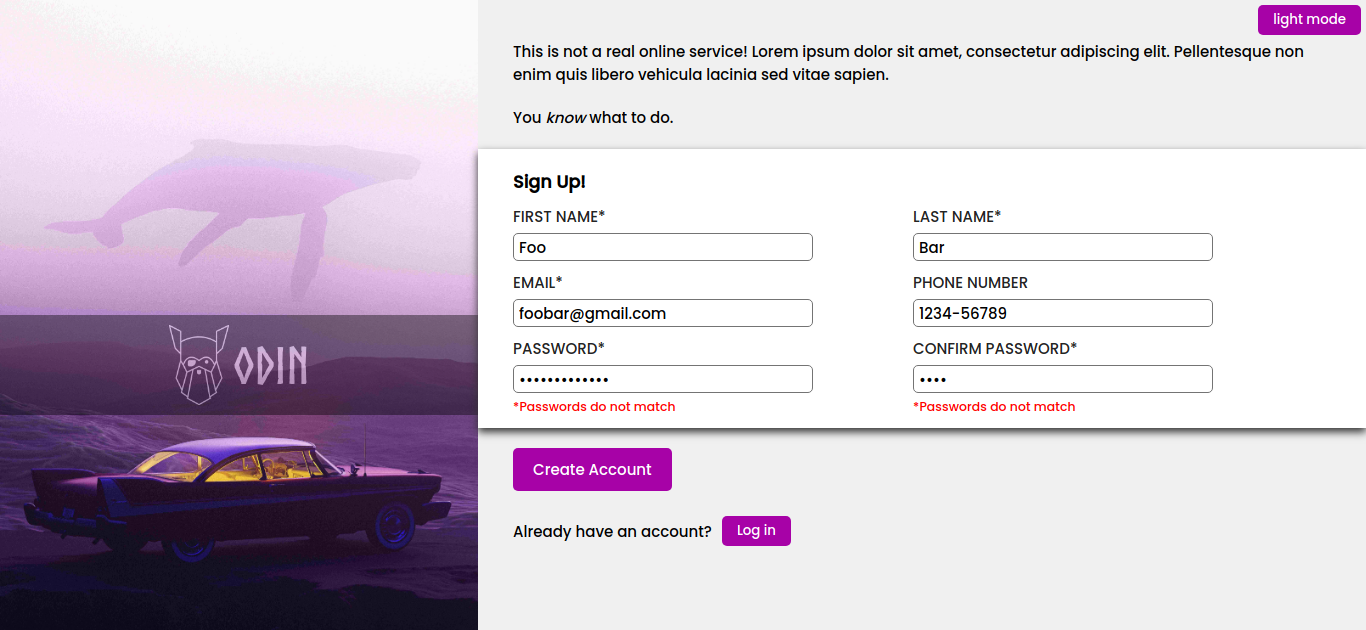 light mode
This is not a real online service! Lorem ipsum dolor sit amet, consectetur adipiscing elit. Pellentesque non
enim quis libero vehicula lacinia sed vitae sapien.
You know what to do.
Sign Up!
FIRST NAME*
LAST NAME*
Foo
Bar
EMAIL*
PHONE NUMBER
foobar@gmail.com
1234-56789
PASSWORD*
CONFIRM PASSWORD*
•••••••••••••
••••
*Passwords do not match
*Passwords do not match
Create Account
Already have an account?
Log in
ODIN